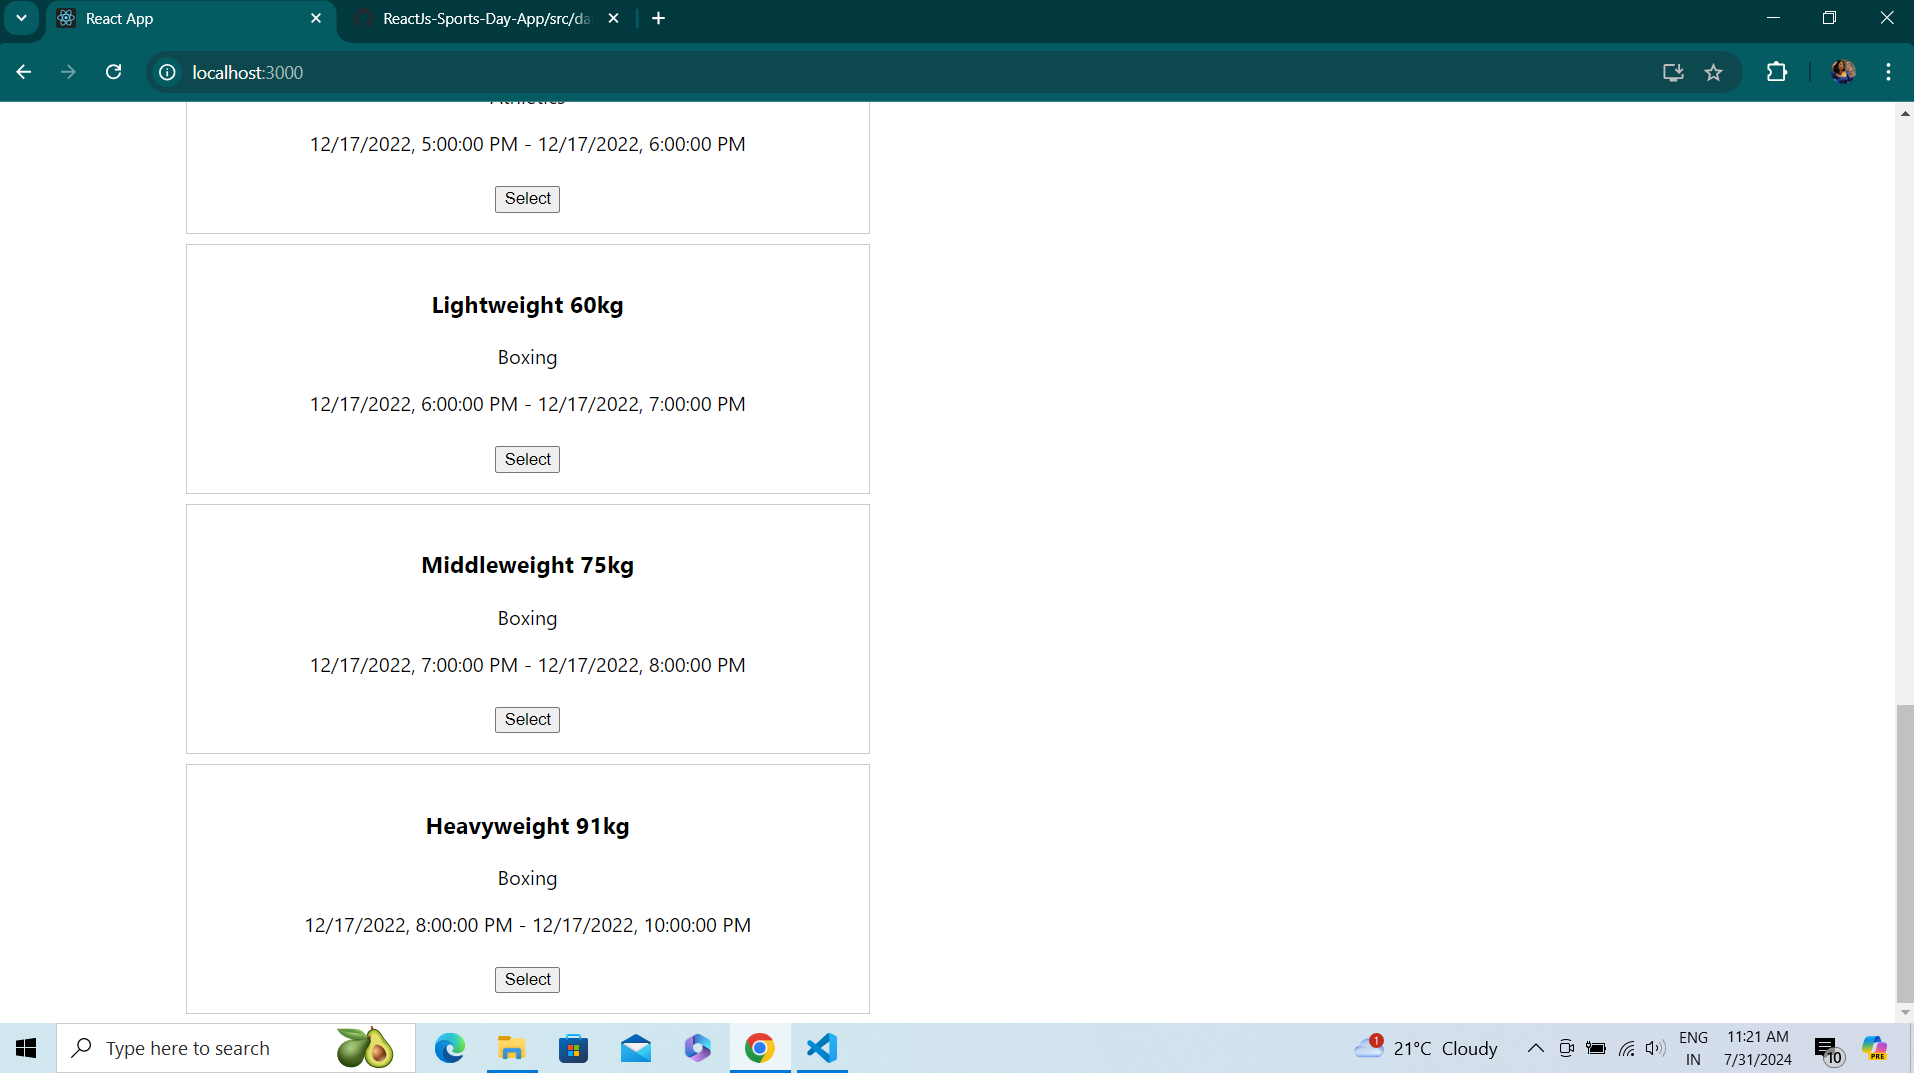 React App
ReactJs-Sports-Day-App/src/da
localhost:3000
Athletics
12/17/2022, 5:00:00 PM - 12/17/2022, 6:00:00 PM
Select
Lightweight 60kg
Boxing
12/17/2022, 6:00:00 PM - 12/17/2022, 7:00:00 PM
Select
Middleweight 75kg
Boxing
12/17/2022, 7:00:00 PM - 12/17/2022, 8:00:00 PM
Select
Heavyweight 91kg
Boxing
12/17/2022, 8:00:00 PM - 12/17/2022, 10:00:00 PM
Select
Type here to search
1
21°C Cloudy
ENG
IN
11:21 AM
7/31/2024
10
PRE